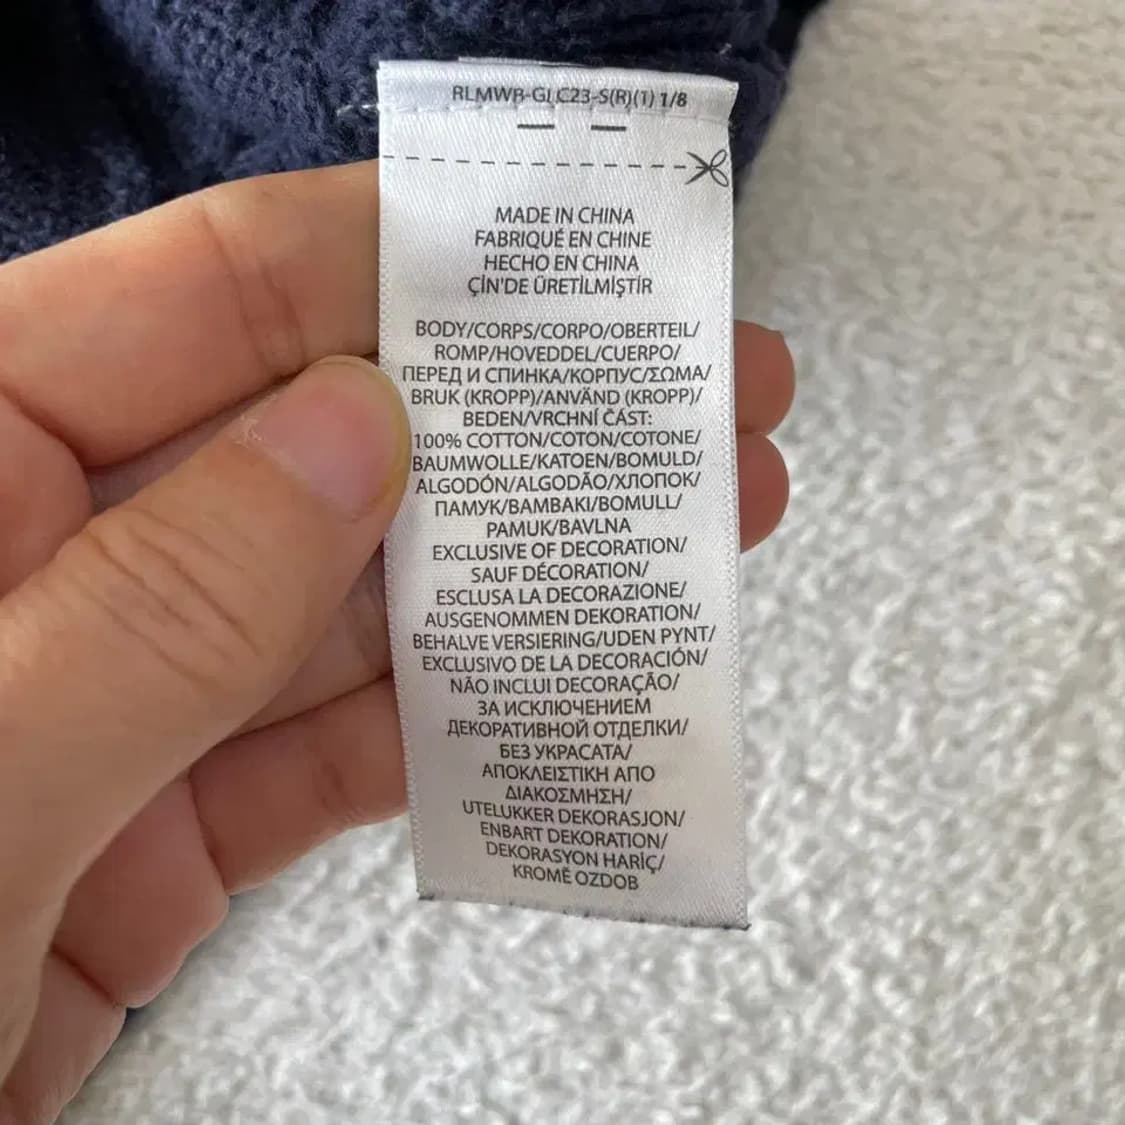 RLMWB-GLC23-S(R)(1) 1/8
MADE IN CHINA
FABRIQUÉ EN CHINE
HECHO EN CHINA
ÇİN'DE ÜRETİLMİŞTİR
BODY/CORPS/CORPO/OBERTEIL/
ROMP/HOVEDDEL/CUERPO/
ПЕРЕД И СПИНКА/КОРПУС/ΣΩΜΑ/
BRUK (KROPP)/ANVÄND (KROPP)/
BEDEN/VRCHNÍ ČÁST:
100% COTTON/COTON/COTONE/
BAUMWOLLE/KATOEN/BOMULD/
ALGODÓN/ALGODÃO/ХЛОПОК/
ПАМУК/ΒΑΜΒΑΚΙ/BOMULL/
PAMUK/BAVLNA
EXCLUSIVE OF DECORATION/
SAUF DÉCORATION/
ESCLUSA LA DECORAZIONE/
AUSGENOMMEN DEKORATION/
BEHALVE VERSIERING/UDEN PYNT/
EXCLUSIVO DE LA DECORACIÓN/
NÃO INCLUI DECORAÇÃO/
ЗА ИСКЛЮЧЕНИЕМ
ДЕКОРАТИВНОЙ ОТДЕЛКИ/
БЕЗ УКРАСАТА/
ΑΠΟΚΛΕΙΣΤΙΚΗ ΑΠΟ
ΔΙΑΚΟΣΜΗΣΗ/
UTELUKKER DEKORASJON/
ENBART DEKORATION/
DEKORASYON HARİÇ/
KROMĚ OZDOB